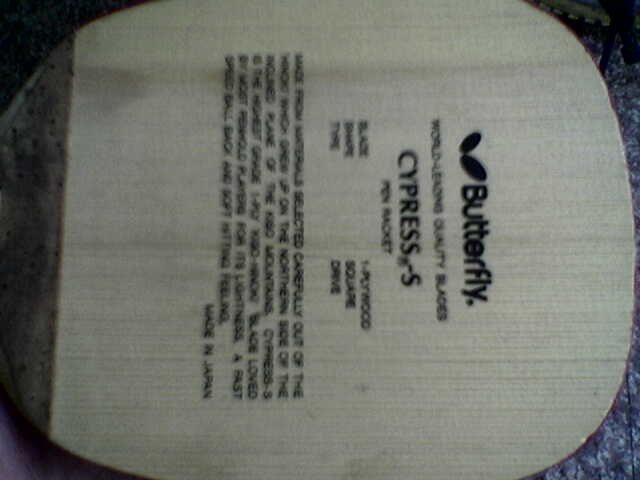 Butterfly.
WORLD-LEADING QUALITY BLADES
CYPRESS-S
PEN RACKET
BLADE 1-PLYWOOD
SHAPE SQUARE
TYPE DRIVE
MADE FROM MATERIALS SELECTED CAREFULLY OUT OF THE
"HINOKI" WHICH GREW UP ON THE NORTHERN SIDE OF THE
INCLINED PLANE OF THE KISO MOUNTAINS, CYPRESS-S
IS THE HIGHEST GRADE 1-PLY KISO-HINOKI BLADE LOVED
BY MOST PENHOLD PLAYERS FOR ITS LIGHTNESS, A FAST
SPEED BALL BACK AND SOFT HITTING FEELING.
MADE IN JAPAN